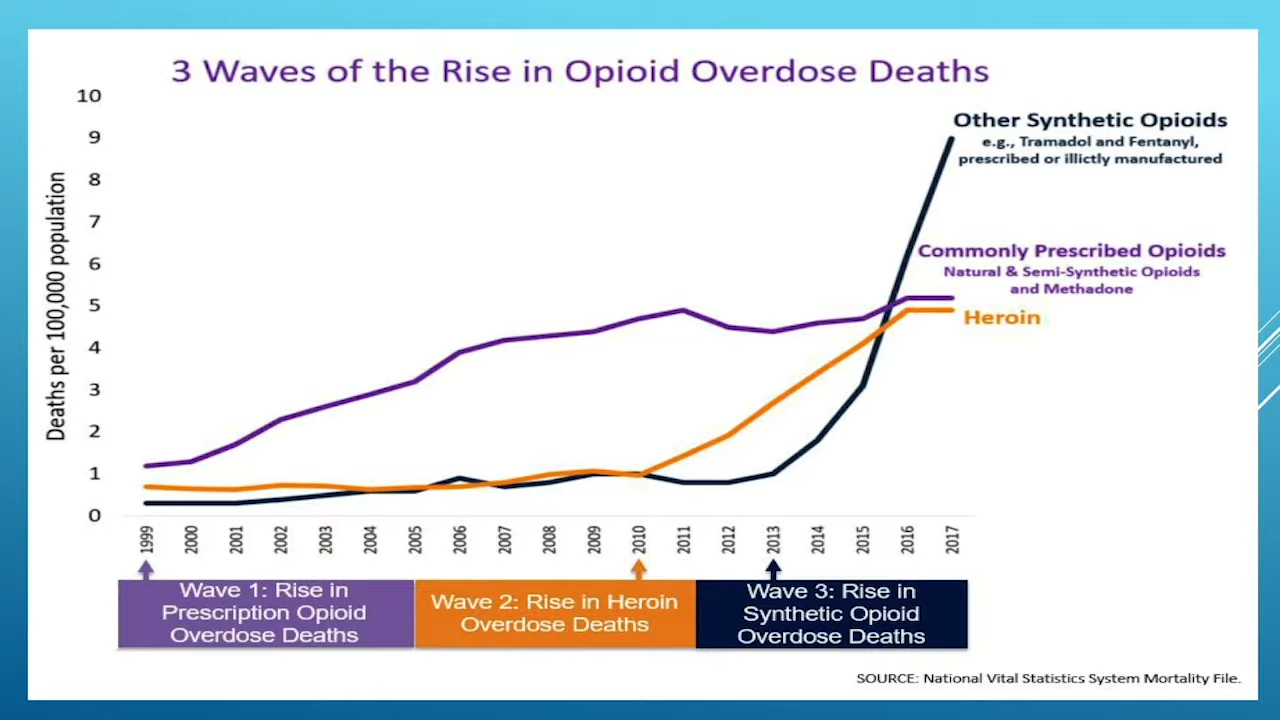 3 Waves of the Rise in Opioid Overdose Deaths
10
9
8
7
6
5
4
3
2
1
0
Deaths per 100,000 population
Other Synthetic Opioids
e.g., Tramadol and Fentanyl,
prescribed or illictly manufactured
Commonly Prescribed Opioids
Natural & Semi-Synthetic Opioids
and Methadone
Heroin
1999
2000
2001
2002
2003
2004
2005
2006
2007
2008
2009
2010
2011
2012
2013
2014
2015
2016
2017
Wave 1: Rise in
Prescription Opioid
Overdose Deaths
Wave 2: Rise in Heroin
Overdose Deaths
Wave 3: Rise in
Synthetic Opioid
Overdose Deaths
SOURCE: National Vital Statistics System Mortality File.